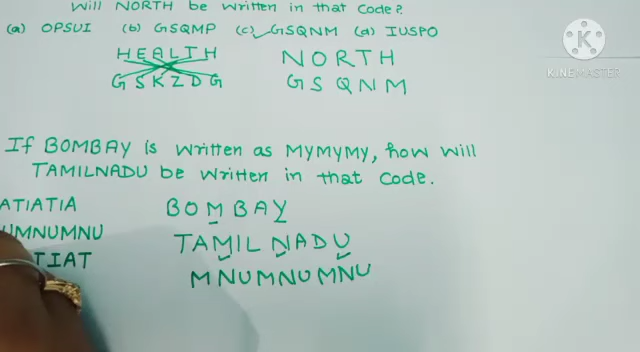 Will NORTH be written in that Code?
(a) OPSUI (b) GSQMP (c) GSQNM (d) IUSPO
HEALTH NORTH
GSKZDG GSQNM
KINEMASTER
If BOMBAY is written as MYMYMY, how will
TAMILNADU be written in that code.
ATIATIA BOMBAY
UMNUMNU TAMILNADU
TIAT MNUMNUMNU